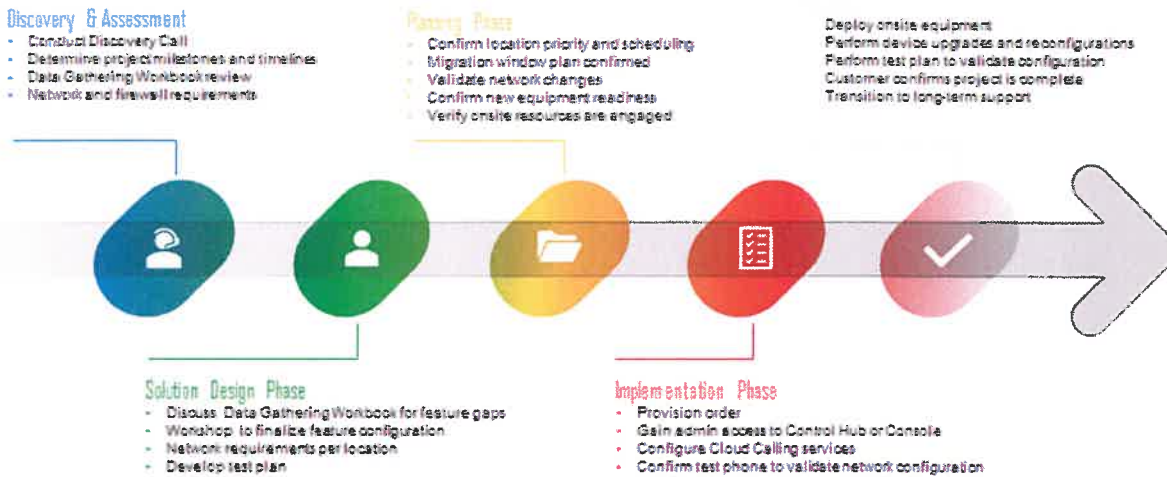 Discovery & Assessment
Conduct Discovery Call
Determine project milestones and timelines
Data Gathering Workbook review
Network and firewall requirements
Planning Phase
Confirm location priority and scheduling
Migration window plan confirmed
Validate network changes
Confirm new equipment readiness
Verify onsite resources are engaged
Deploy onsite equipment
Perform device upgrades and reconfigurations
Perform test plan to validate configuration
Customer confirms project is complete
Transition to long-term support
Solution Design Phase
Discuss Data Gathering Workbook for feature gaps
Workshop to finalize feature configuration
Network requirements per location
Develop test plan
Implementation Phase
Provision order
Gain admin access to Control Hub or Console
Configure Cloud Calling services
Confirm test phone to validate network configuration